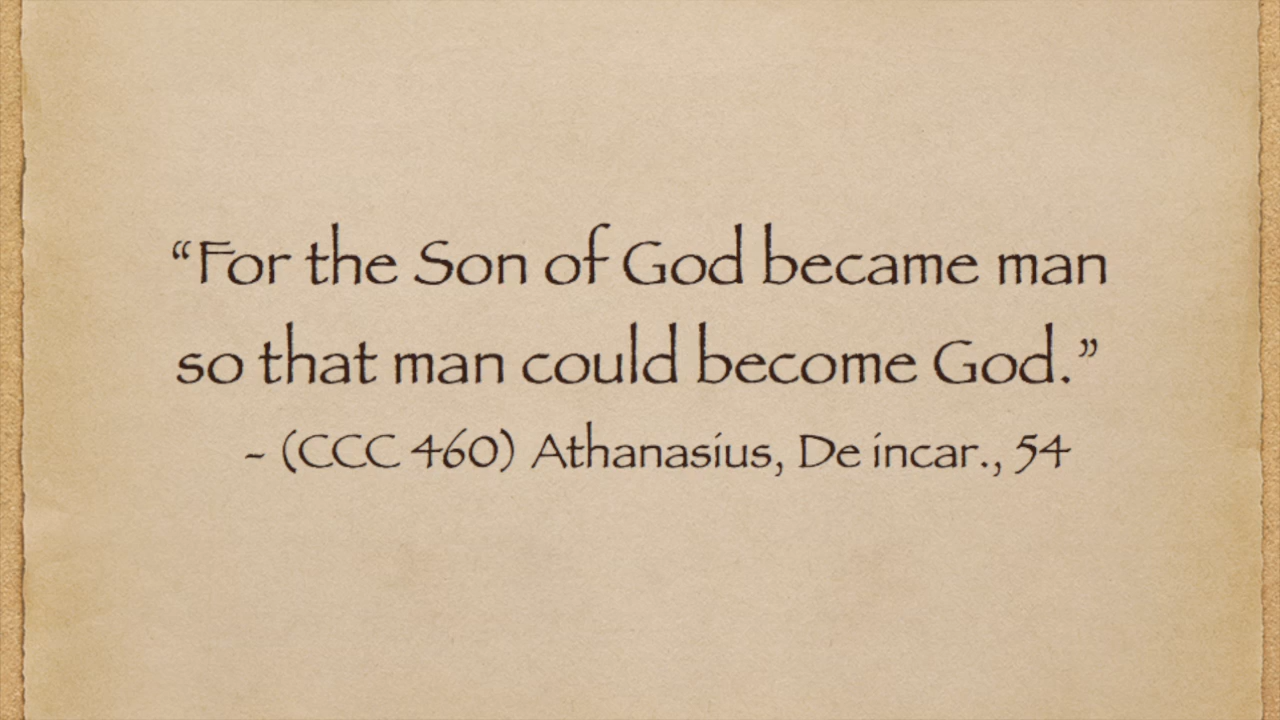 “For the Son of God became man
so that man could become God.”
- (CCC 460) Athanasius, De incar., 54